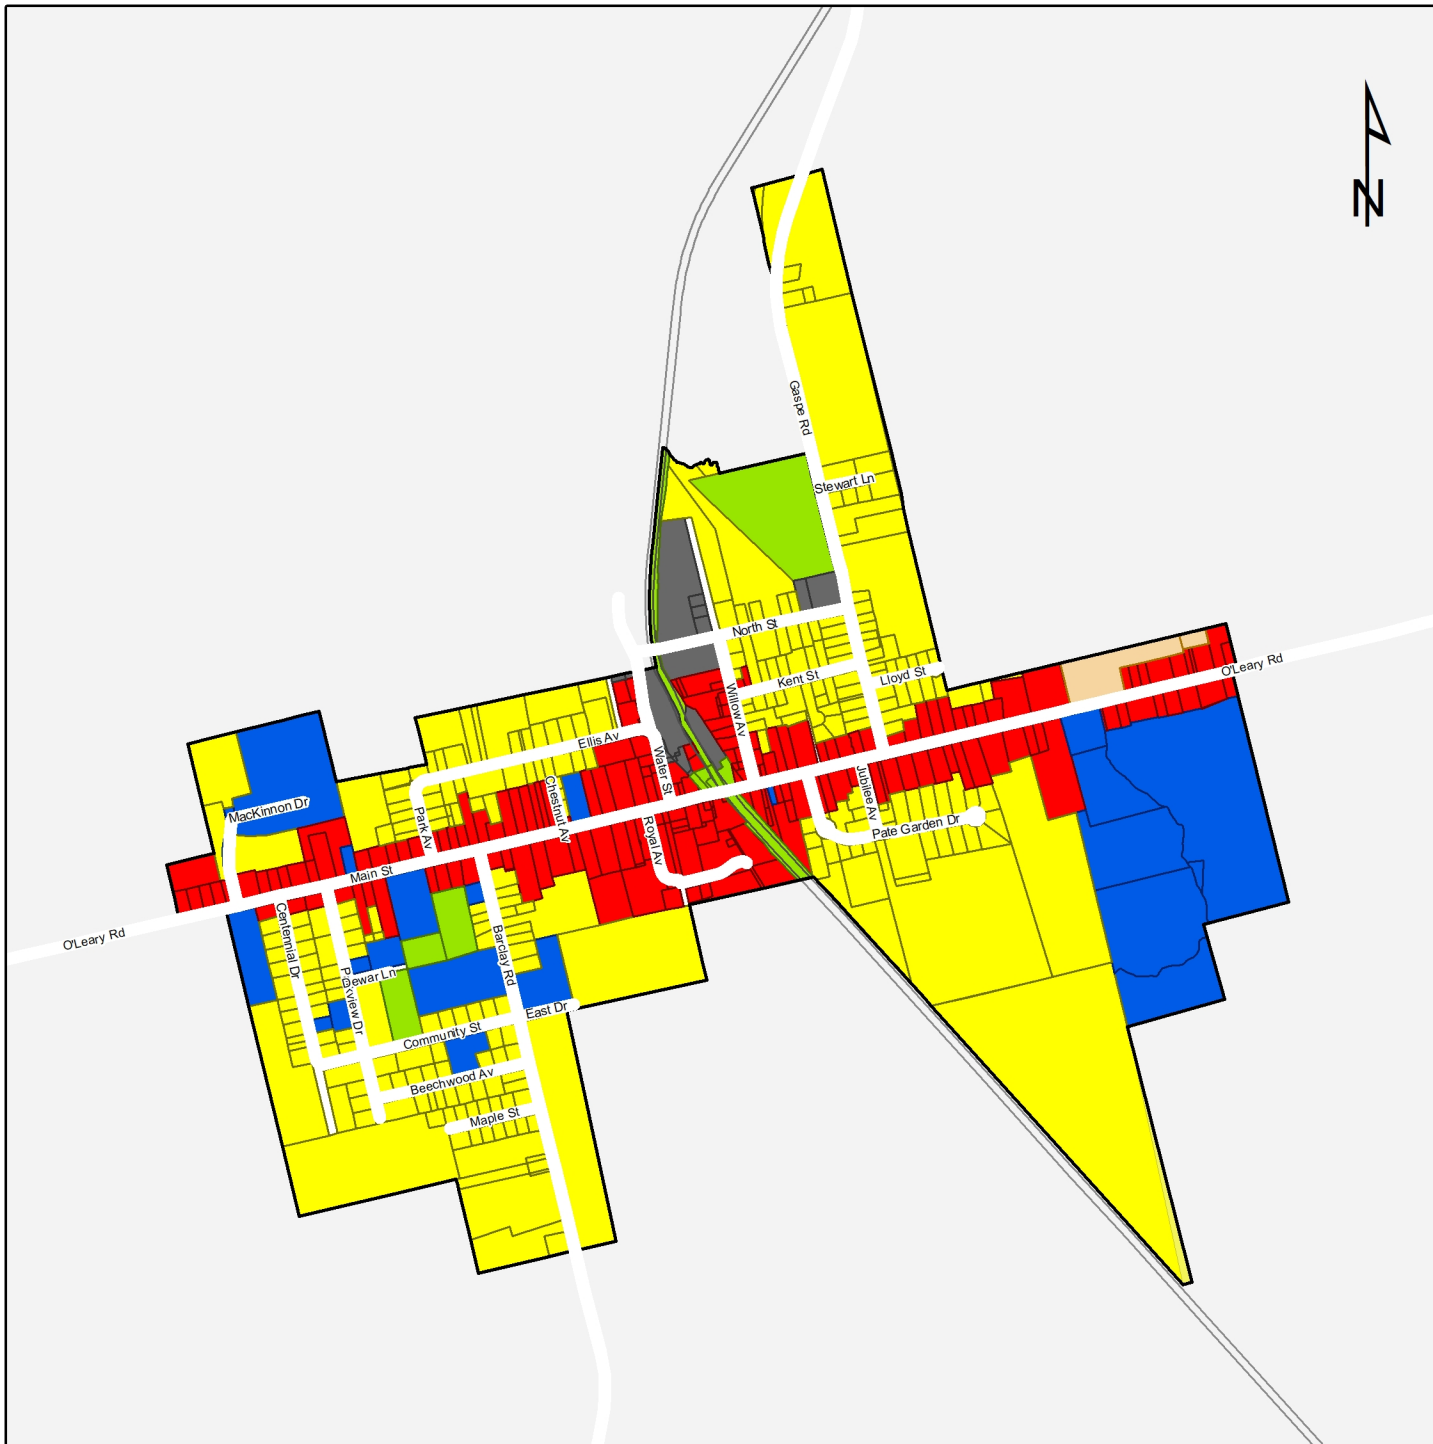 N
Gaspe Rd
Stewart Ln
North St
Kent St
Lloyd St
O'Leary Rd
Willow Av
Ellis Av
Water St
Chestnut Av
MacKinnon Dr
Park Av
Jubilee Av
Pate Garden Dr
Royal Av
Main St
O'Leary Rd
Centennial Dr
Barclay Rd
Dewar Ln
Parkview Dr
East Dr
Community St
Beechwood Av
Maple St